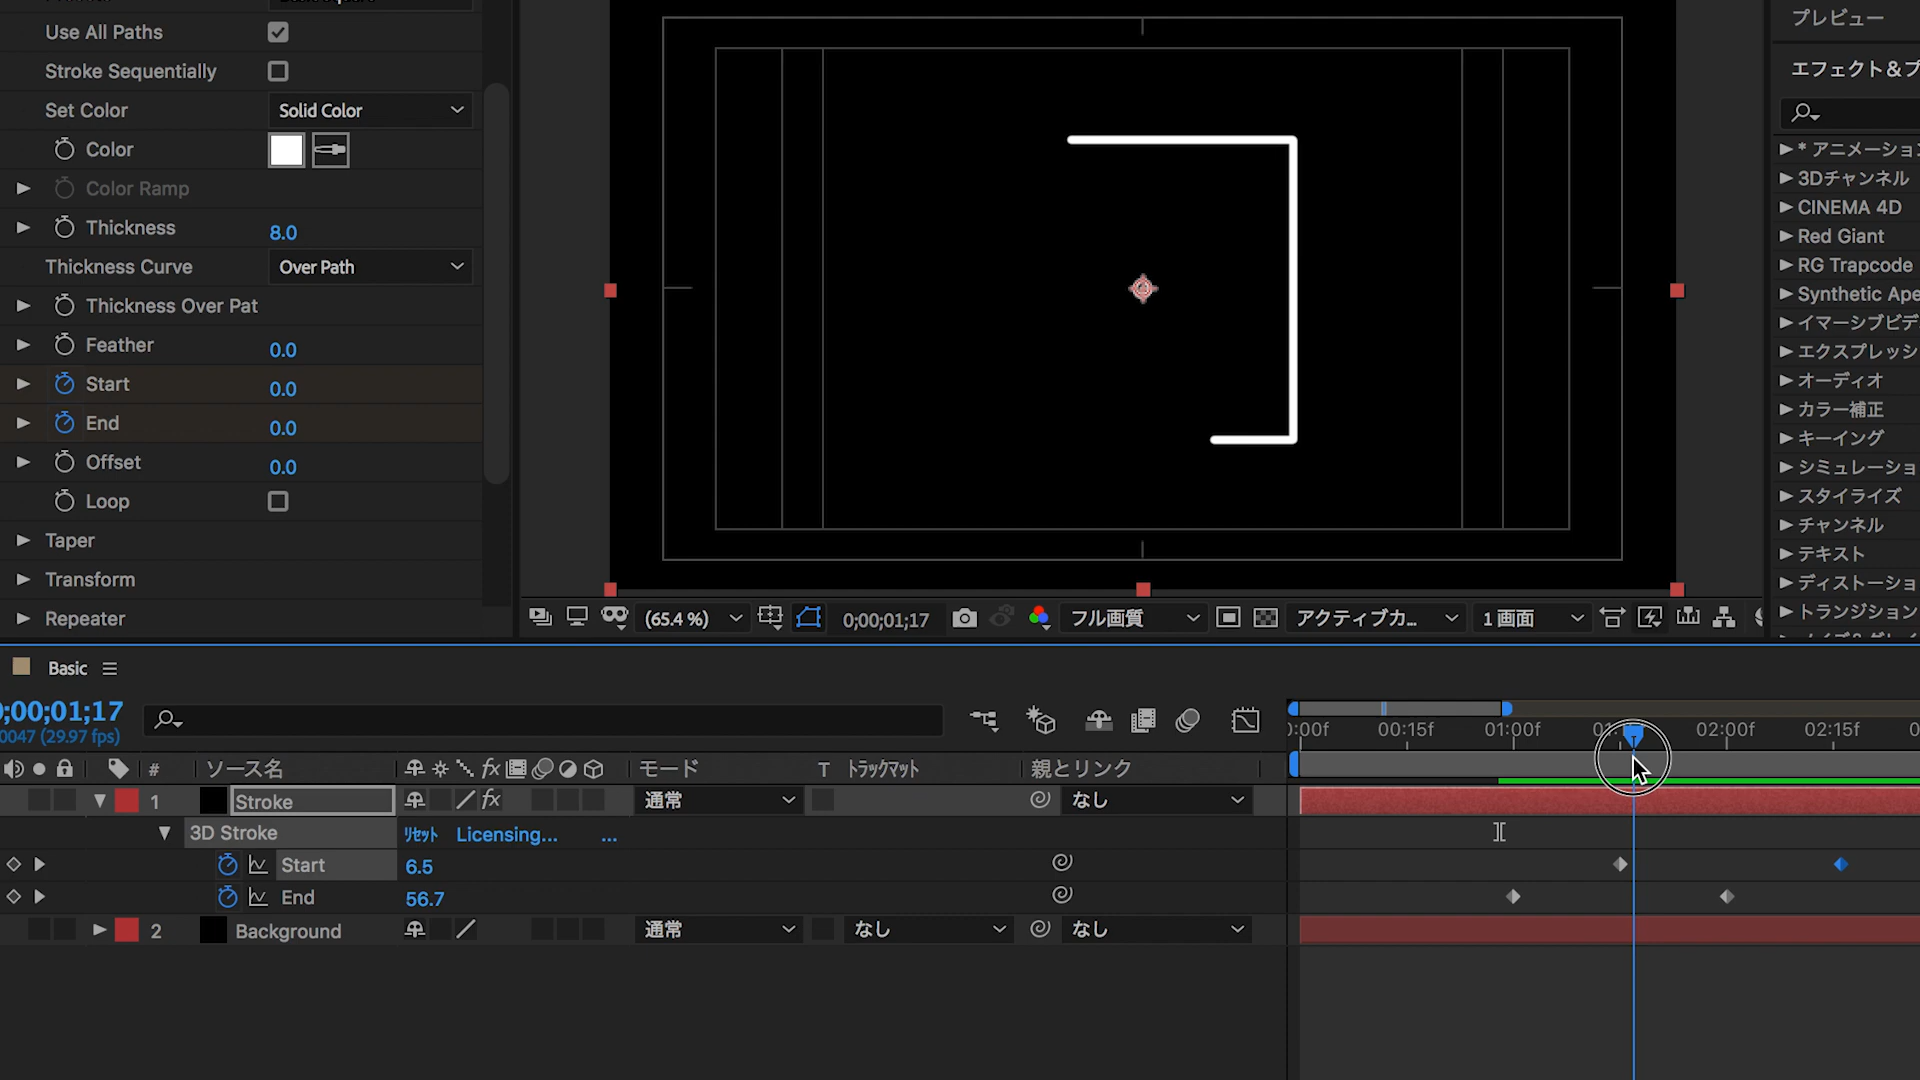 Use All Paths
Stroke Sequentially
Set Color Solid Color
Color
Color Ramp
Thickness 8.0
Thickness Curve Over Path
Thickness Over Pat
Feather 0.0
Start 0.0
End 0.0
Offset 0.0
Loop
Taper
Transform
Repeater
(65.4 %)
0;00;01;17
フル画質
アクティブカ...
1画面
プレビュー
エフェクト＆プ
* アニメーション
3Dチャンネル
CINEMA 4D
Red Giant
RG Trapcode
Synthetic Ape
イマーシブビデ
エクスプレッシ
オーディオ
カラー補正
キーイング
シミュレーショ
スタイライズ
チャンネル
テキスト
ディストーショ
トランジション
Basic
;00;01;17
0047 (29.97 fps)
:00f 00:15f 01:00f 02:00f 02:15f
# ソース名 fx モード T トラックマット 親とリンク
1 Stroke fx 通常 なし
3D Stroke リセット Licensing... ...
Start 6.5
End 56.7
2 Background 通常 なし なし